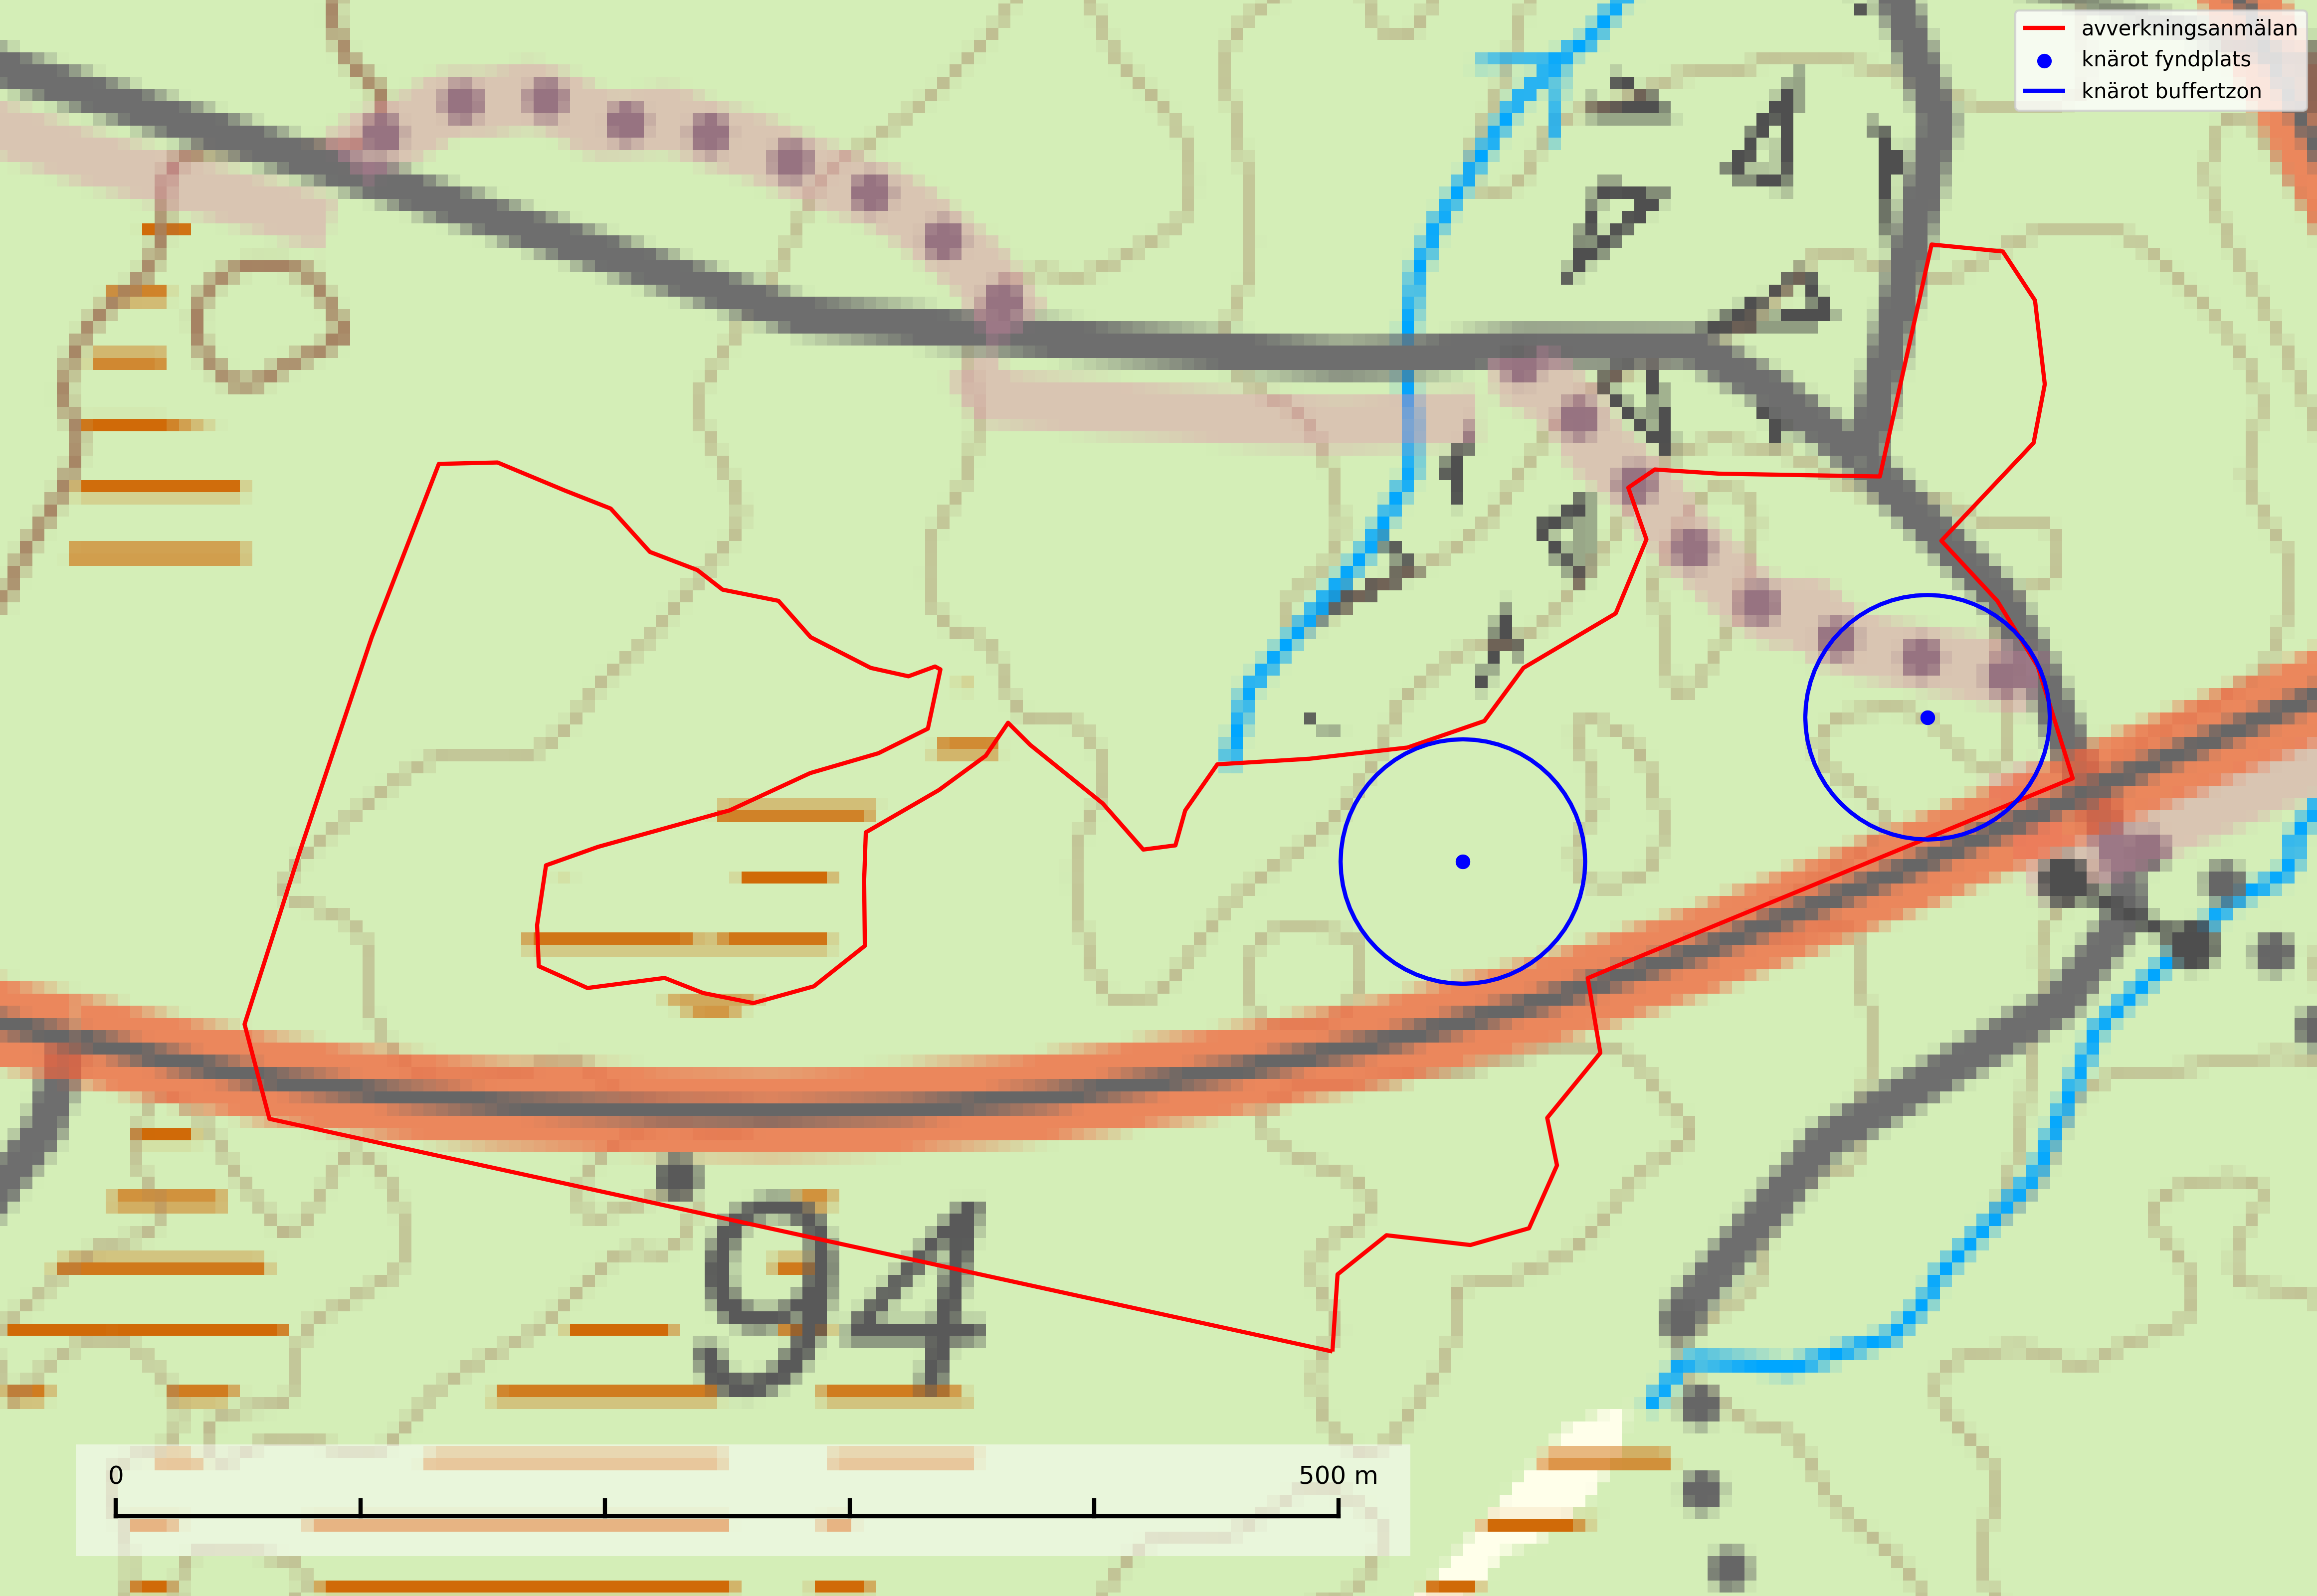 avverkningsanmälan
knärot fyndplats
knärot buffertzon
94
0 500 m